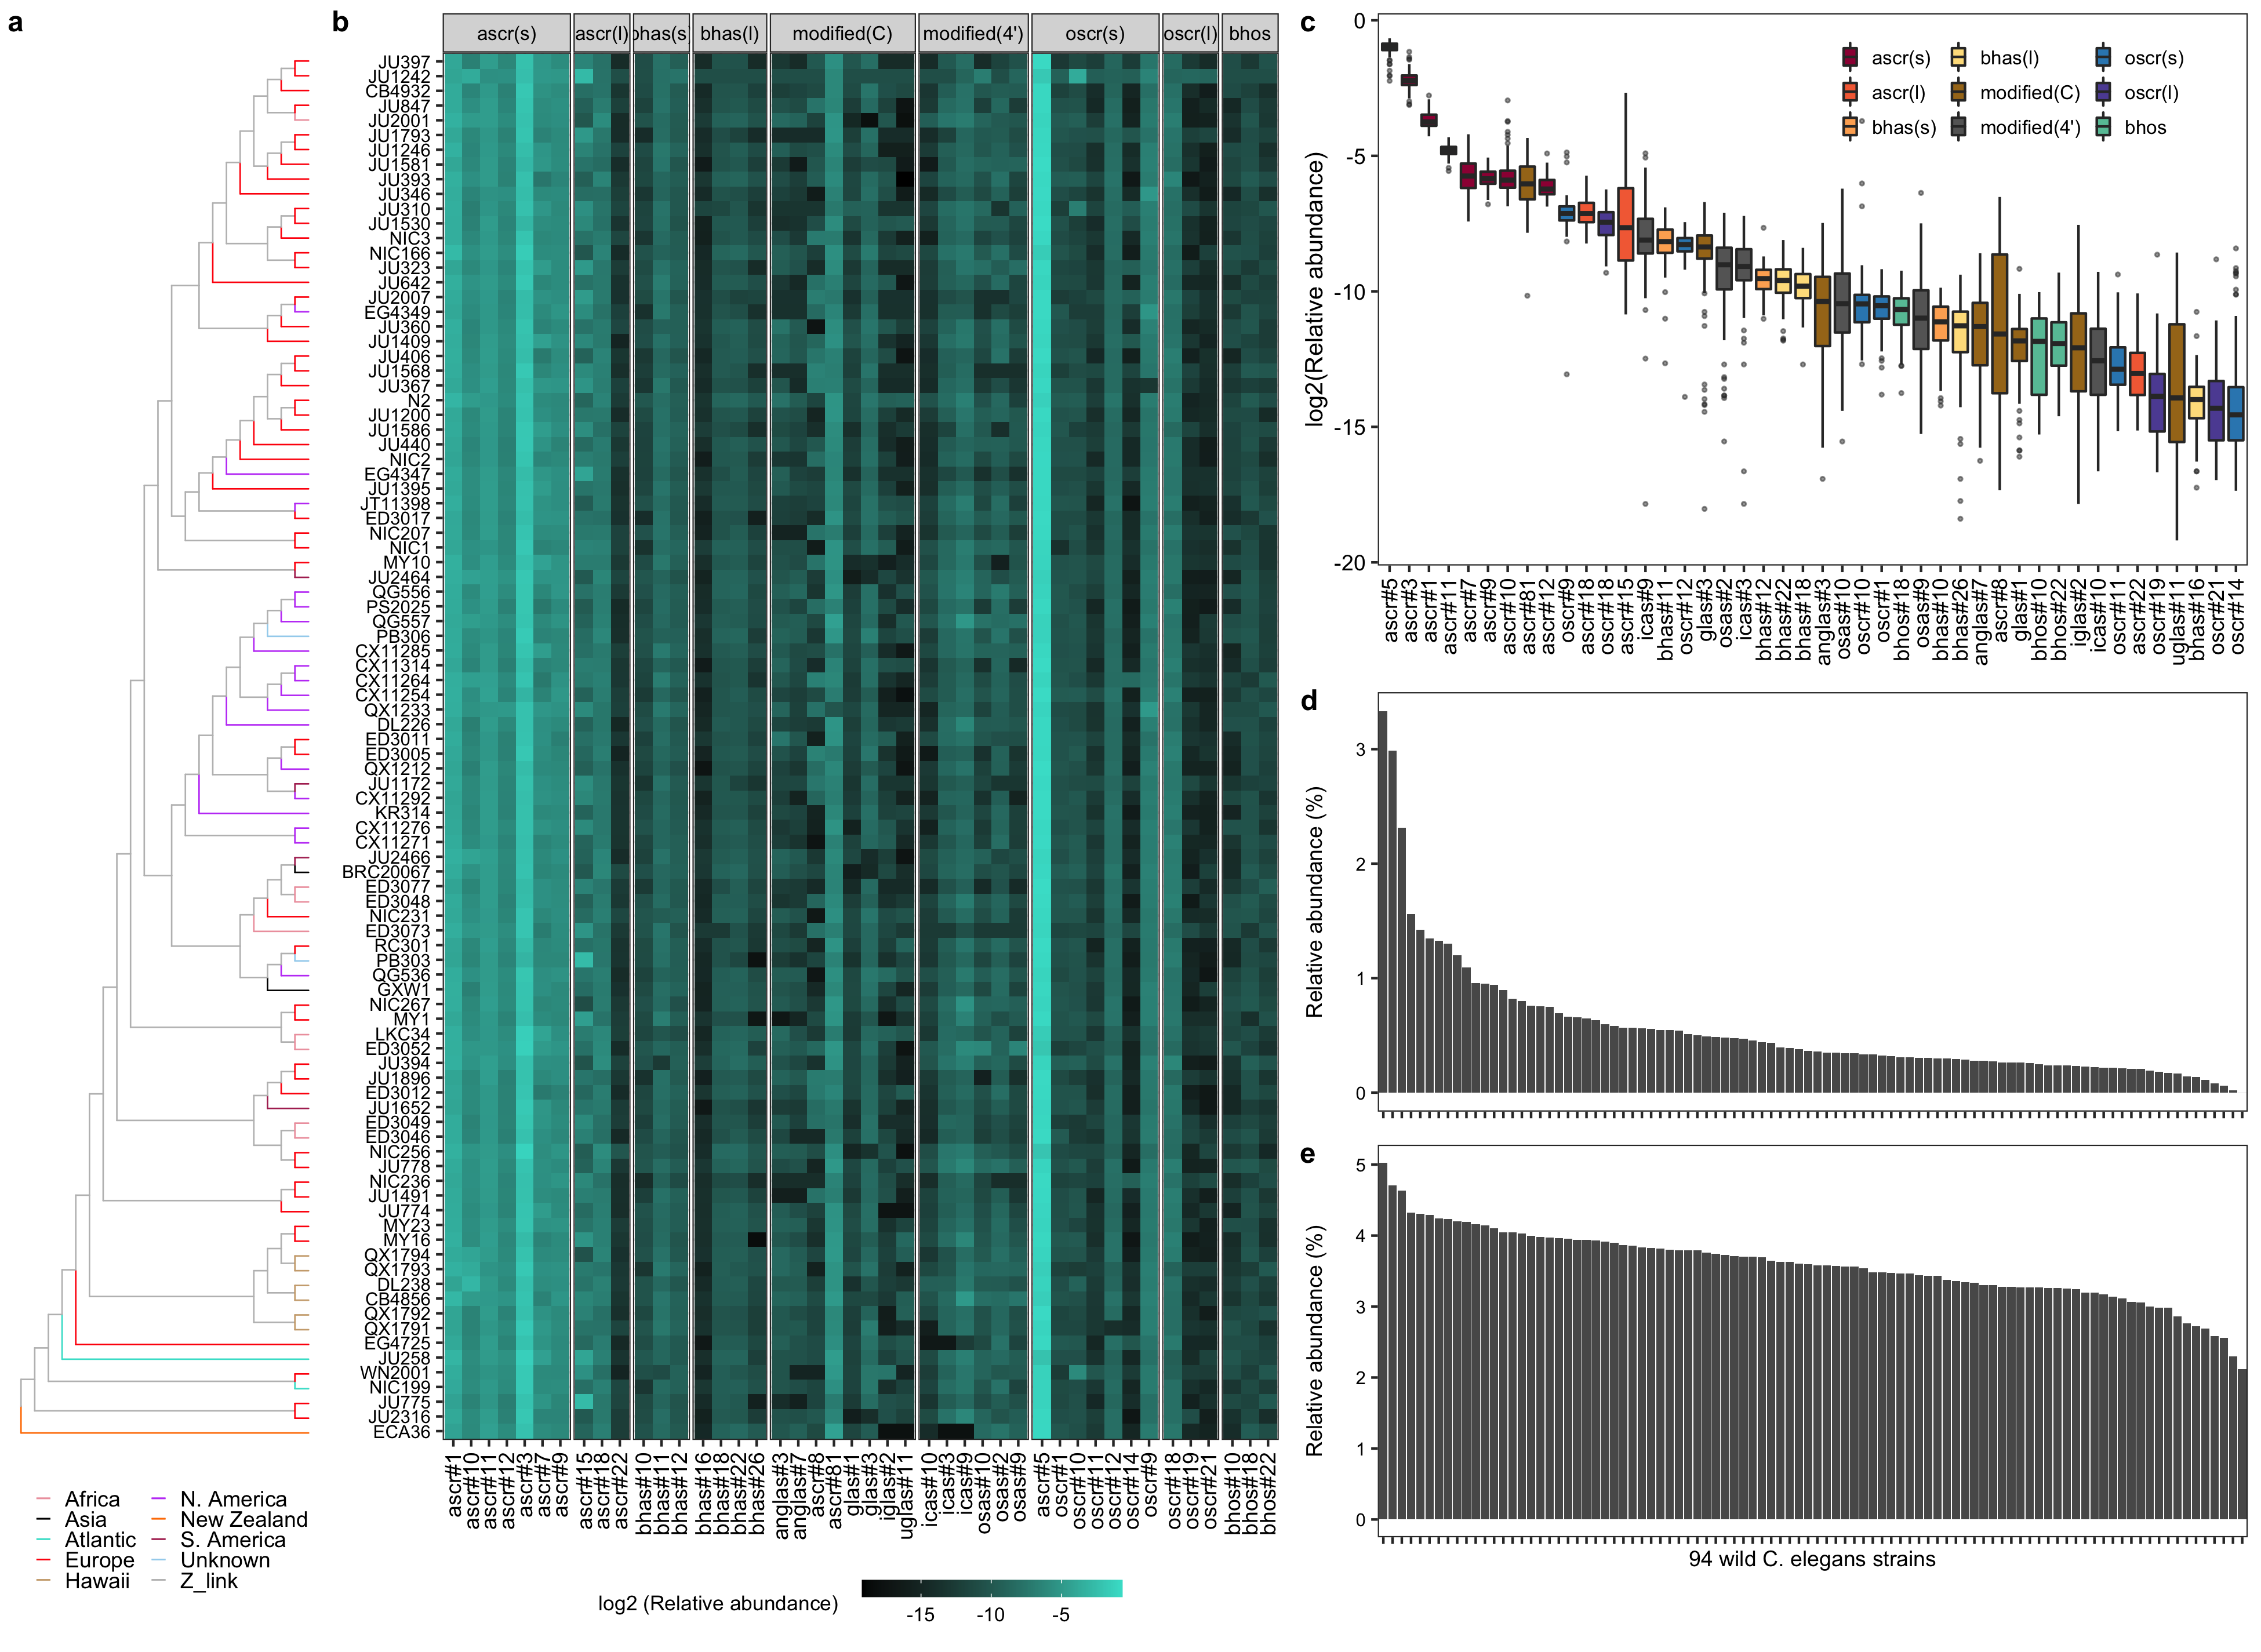 a
JU397
JU1242
CB4932
JU847
JU2001
JU1793
JU1246
JU1581
JU393
JU346
JU310
JU1530
NIC3
NIC166
JU323
JU642
JU2007
EG4349
JU360
JU1409
JU406
JU1568
JU367
N2
JU1200
JU1586
JU440
NIC2
EG4347
JU1395
JT11398
ED3017
NIC207
NIC1
MY10
JU2464
QG556
PS2025
QG557
PB306
CX11285
CX11314
CX11264
CX11254
QX1233
DL226
ED3011
ED3005
QX1212
JU1172
CX11292
KR314
CX11276
CX11271
JU2466
BRC20067
ED3077
ED3048
NIC231
ED3073
RC301
PB303
QG536
GXW1
NIC267
MY1
LKC34
ED3052
JU394
JU1896
ED3012
JU1652
ED3049
ED3046
NIC256
JU778
NIC236
JU1491
JU774
MY23
MY16
QX1794
QX1793
DL238
CB4856
QX1792
QX1791
EG4725
JU258
WN2001
NIC199
JU775
JU2316
ECA36
Africa
Asia
Atlantic
Europe
Hawaii
N. America
New Zealand
S. America
Unknown
Z_link
b
ascr(s) ascr(l) bhas(s) bhas(l) modified(C) modified(4') oscr(s) oscr(l) bhos
ascr#1
ascr#10
ascr#11
ascr#12
ascr#3
ascr#7
ascr#9
ascr#15
ascr#18
ascr#22
bhas#10
bhas#11
bhas#12
bhas#16
bhas#18
bhas#22
bhas#26
anglas#3
anglas#7
ascr#8
ascr#81
glas#1
glas#3
iglas#2
uglas#11
icas#10
icas#3
icas#9
osas#10
osas#2
osas#9
ascr#5
oscr#1
oscr#10
oscr#11
oscr#12
oscr#14
oscr#9
oscr#18
oscr#19
oscr#21
bhos#10
bhos#18
bhos#22
log2 (Relative abundance)
-15 -10 -5
c
log2(Relative abundance)
0
-5
-10
-15
-20
ascr(s)
ascr(l)
bhas(s)
bhas(l)
modified(C)
modified(4')
oscr(s)
oscr(l)
bhos
ascr#5
ascr#3
ascr#1
ascr#11
ascr#7
ascr#9
ascr#10
ascr#81
ascr#12
oscr#9
ascr#18
oscr#18
ascr#15
icas#9
bhas#11
oscr#12
glas#3
osas#2
icas#3
bhas#12
bhas#22
bhas#18
anglas#3
osas#10
oscr#10
oscr#1
bhos#18
osas#9
bhas#10
bhas#26
anglas#7
ascr#8
glas#1
bhos#10
bhos#22
iglas#2
icas#10
oscr#11
ascr#22
oscr#19
uglas#11
bhas#16
oscr#21
oscr#14
d
Relative abundance (%)
3
2
1
0
e
Relative abundance (%)
5
4
3
2
1
0
94 wild C. elegans strains